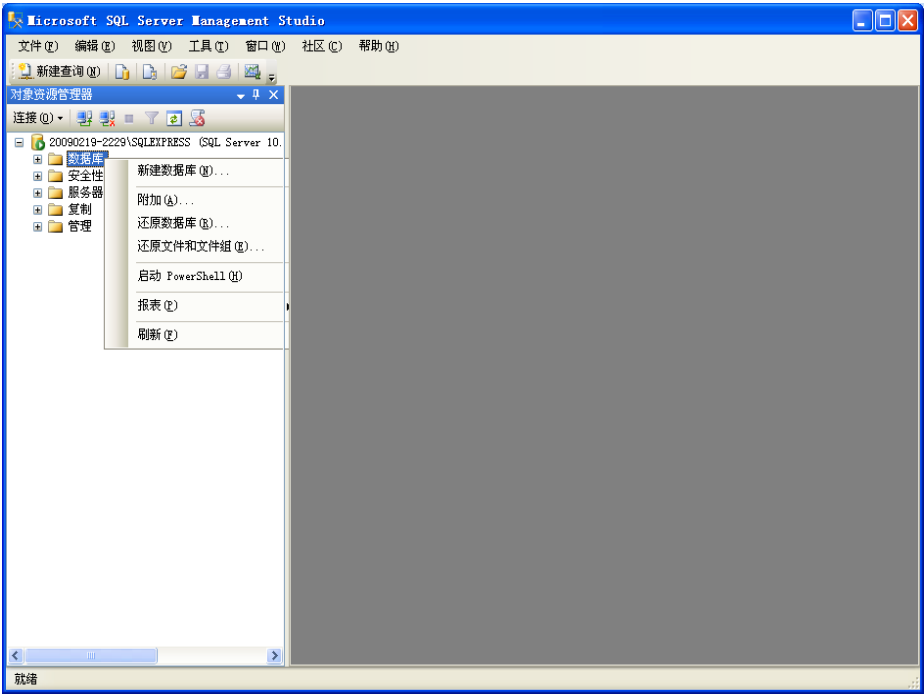 Microsoft SQL Server Management Studio
文件(F) 编辑(E) 视图(V) 工具(T) 窗口(W) 社区(C) 帮助(H)
新建查询(N)
对象资源管理器
连接(O)
20090219-2229\SQLEXPRESS (SQL Server 10.
数据库
安全性
服务器
复制
管理
新建数据库(N)...
附加(A)...
还原数据库(R)...
还原文件和文件组(E)...
启动 PowerShell(H)
报表(P)
刷新(F)
就绪